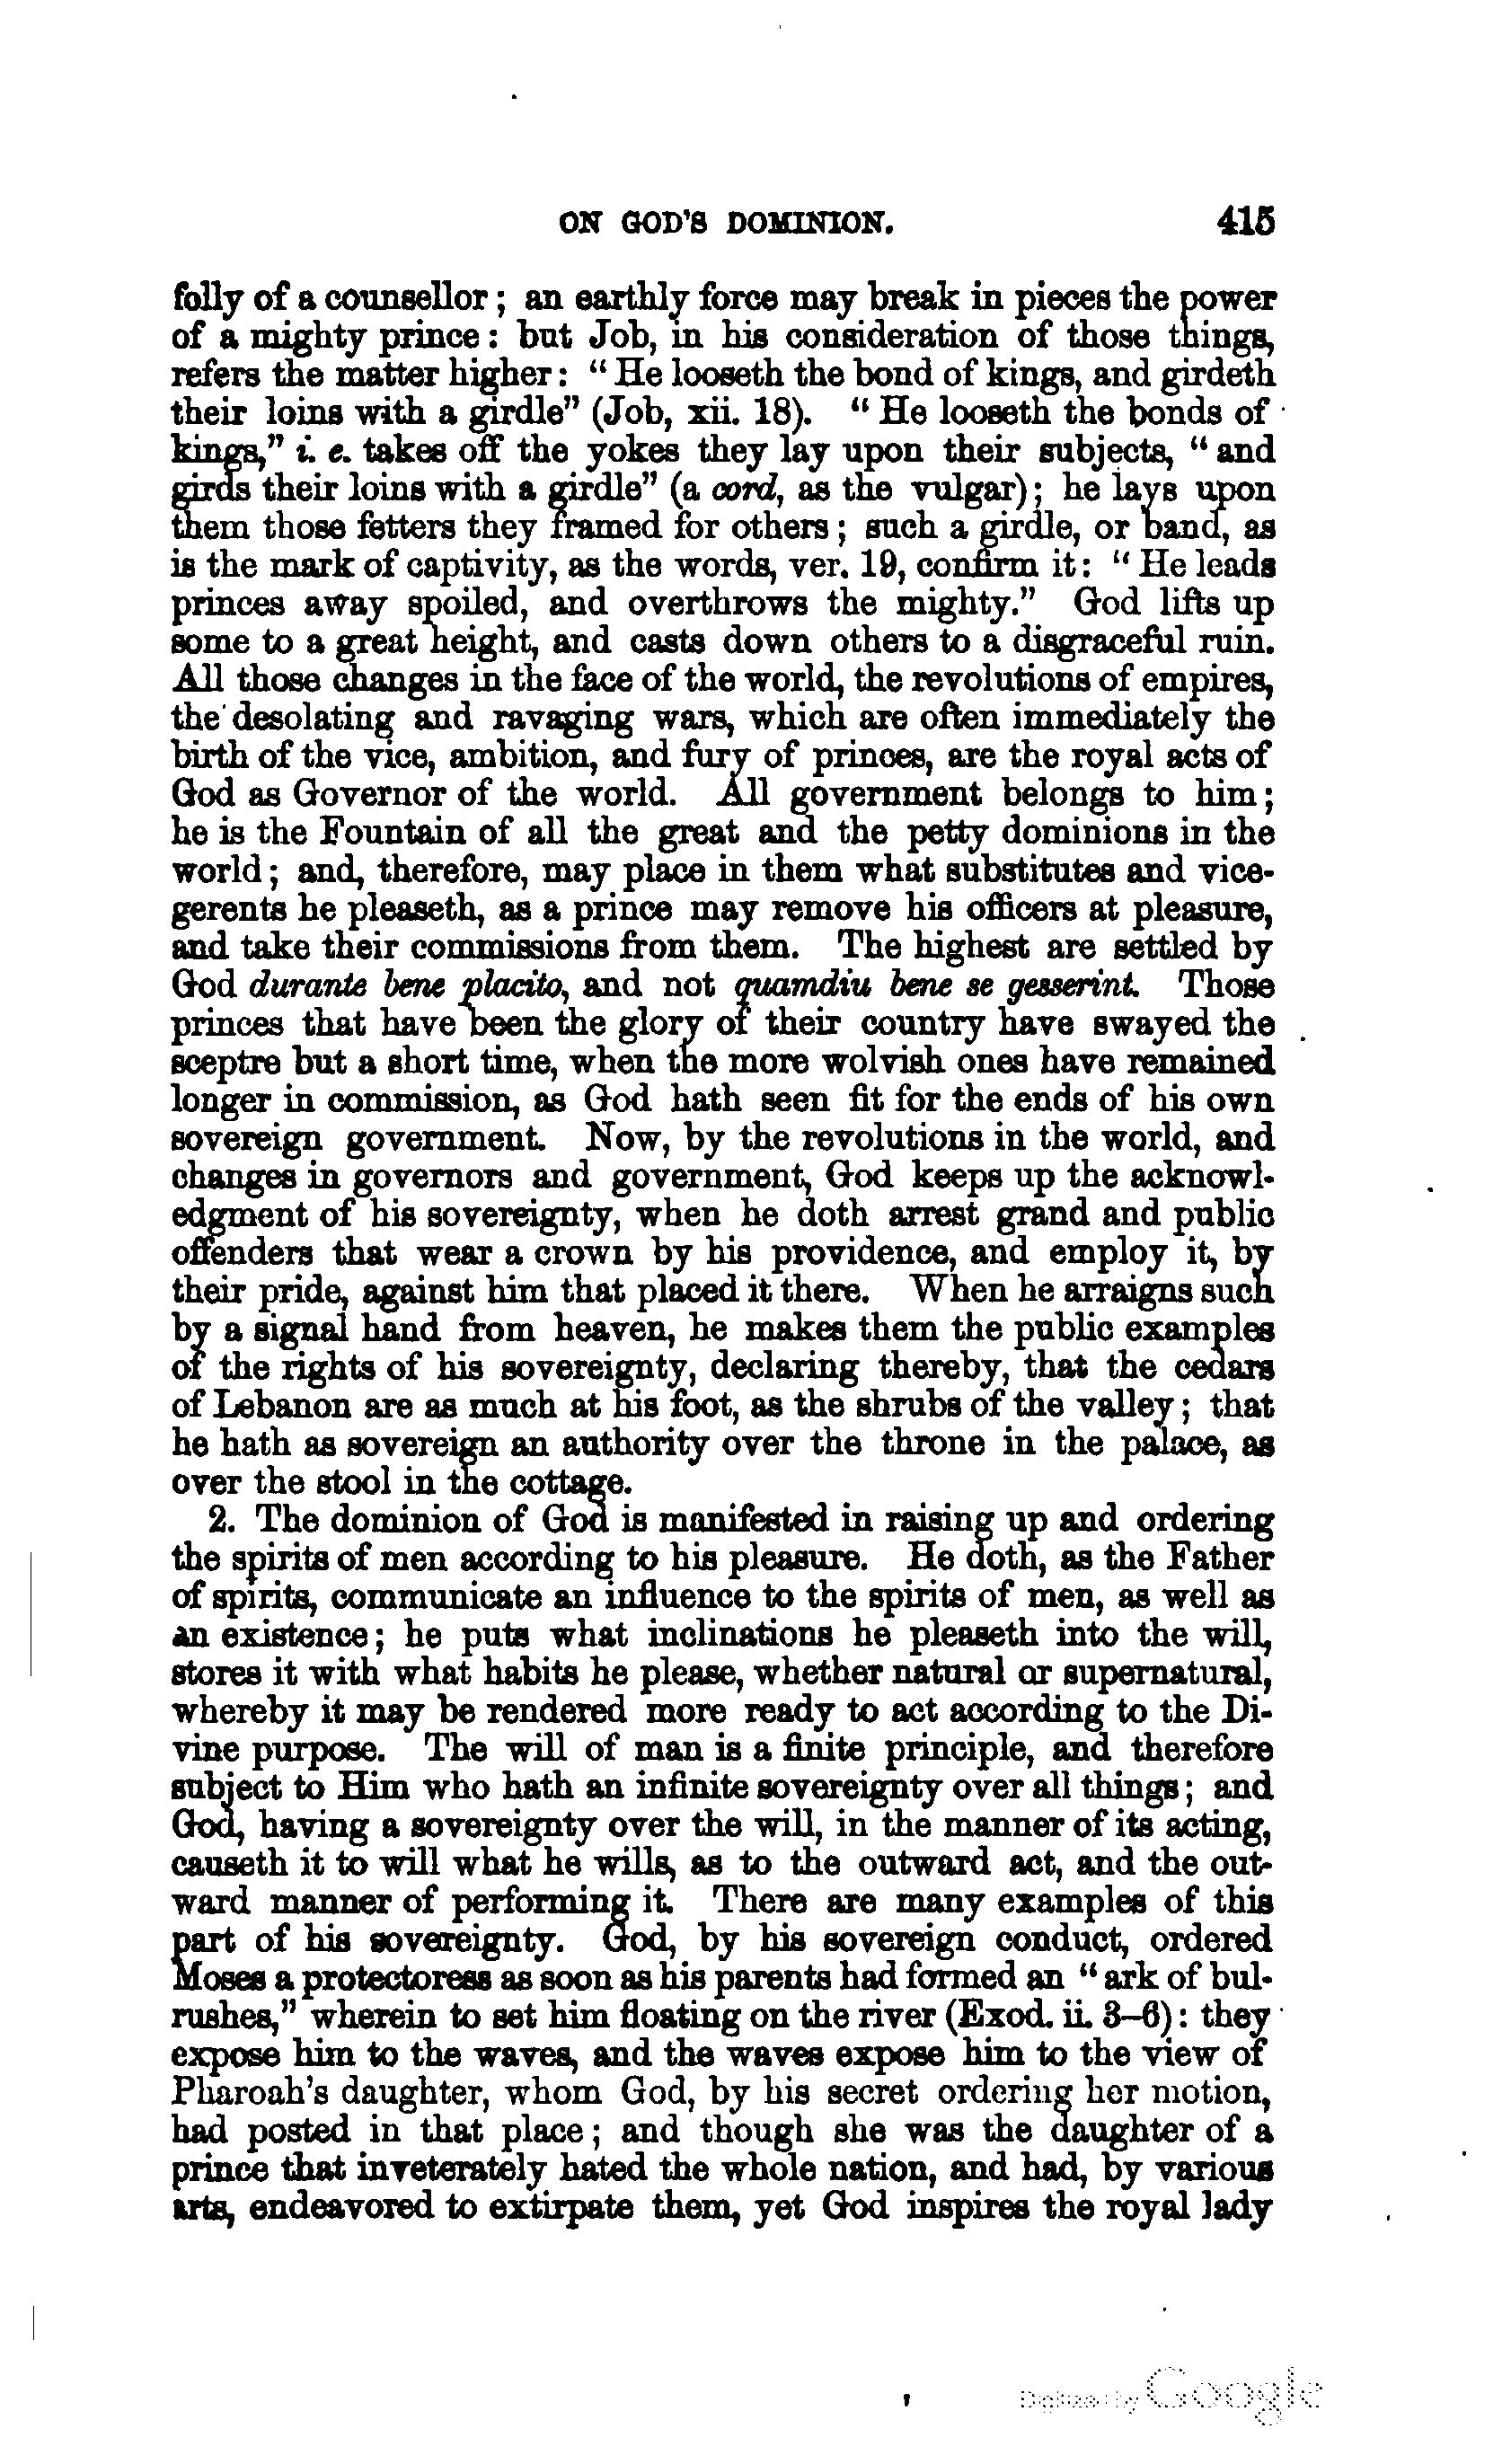 ON GOD'S DOMINION. 415
folly of a counsellor; an earthly force may break in pieces the power
of a mighty prince: but Job, in his consideration of those things,
refers the matter higher: "He looseth the bond of kings, and girdeth
their loins with a girdle" (Job, xii. 18). "He looseth the bonds of
kings," i. e. takes off the yokes they lay upon their subjects, "and
girds their loins with a girdle" (a cord, as the vulgar); he lays upon
them those fetters they framed for others; such a girdle, or band, as
is the mark of captivity, as the words, ver. 19, confirm it: "He leads
princes away spoiled, and overthrows the mighty." God lifts up
some to a great height, and casts down others to a disgraceful ruin.
All those changes in the face of the world, the revolutions of empires,
the desolating and ravaging wars, which are often immediately the
birth of the vice, ambition, and fury of princes, are the royal acts of
God as Governor of the world. All government belongs to him;
he is the Fountain of all the great and the petty dominions in the
world; and, therefore, may place in them what substitutes and vice-
gerents he pleaseth, as a prince may remove his officers at pleasure,
and take their commissions from them. The highest are settled by
God durante bene placito, and not quamdiu bene se gesserint. Those
princes that have been the glory of their country have swayed the
sceptre but a short time, when the more wolvish ones have remained
longer in commission, as God hath seen fit for the ends of his own
sovereign government. Now, by the revolutions in the world, and
changes in governors and government, God keeps up the acknowl-
edgment of his sovereignty, when he doth arrest grand and public
offenders that wear a crown by his providence, and employ it, by
their pride, against him that placed it there. When he arraigns such
by a signal hand from heaven, he makes them the public examples
of the rights of his sovereignty, declaring thereby, that the cedars
of Lebanon are as much at his foot, as the shrubs of the valley; that
he hath as sovereign an authority over the throne in the palace, as
over the stool in the cottage.
2. The dominion of God is manifested in raising up and ordering
the spirits of men according to his pleasure. He doth, as the Father
of spirits, communicate an influence to the spirits of men, as well as
an existence; he puts what inclinations he pleaseth into the will,
stores it with what habits he please, whether natural or supernatural,
whereby it may be rendered more ready to act according to the Di-
vine purpose. The will of man is a finite principle, and therefore
subject to Him who hath an infinite sovereignty over all things; and
God, having a sovereignty over the will, in the manner of its acting,
causeth it to will what he wills, as to the outward act, and the out-
ward manner of performing it. There are many examples of this
part of his sovereignty. God, by his sovereign conduct, ordered
Moses a protectoress as soon as his parents had formed an "ark of bul-
rushes," wherein to set him floating on the river (Exod. ii. 3–6): they
expose him to the waves, and the waves expose him to the view of
Pharoah's daughter, whom God, by his secret ordering her motion,
had posted in that place; and though she was the daughter of a
prince that inveterately hated the whole nation, and had, by various
arts, endeavored to extirpate them, yet God inspires the royal lady
Digitized by Google